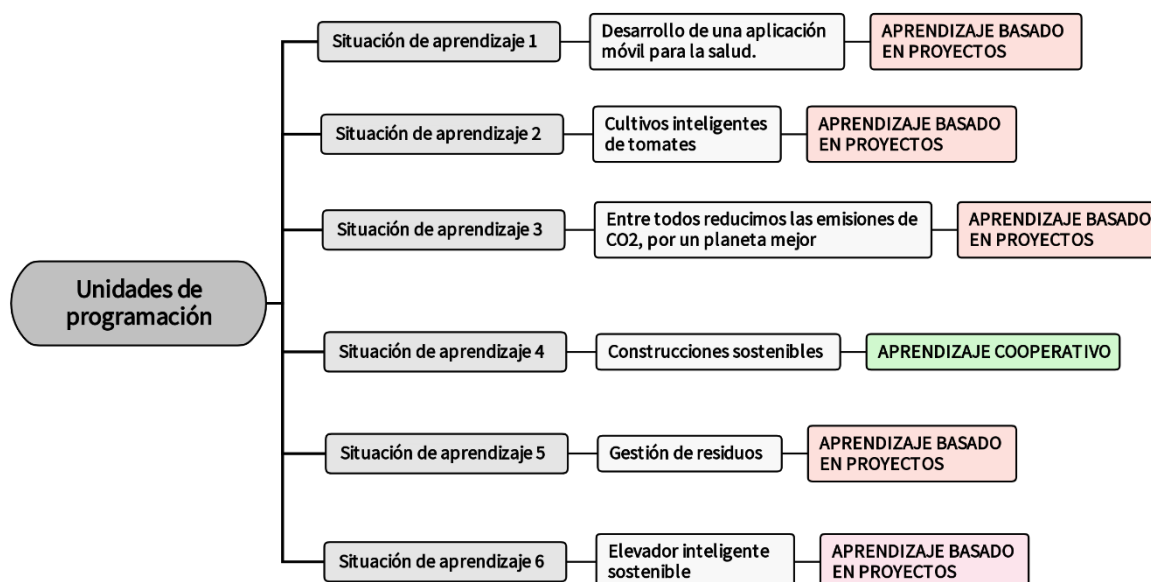 Unidades de
programación
Situación de aprendizaje 1
Desarrollo de una aplicación
móvil para la salud.
APRENDIZAJE BASADO
EN PROYECTOS
Situación de aprendizaje 2
Cultivos inteligentes
de tomates
APRENDIZAJE BASADO
EN PROYECTOS
Situación de aprendizaje 3
Entre todos reducimos las emisiones de
CO2, por un planeta mejor
APRENDIZAJE BASADO
EN PROYECTOS
Situación de aprendizaje 4
Construcciones sostenibles
APRENDIZAJE COOPERATIVO
Situación de aprendizaje 5
Gestión de residuos
APRENDIZAJE BASADO
EN PROYECTOS
Situación de aprendizaje 6
Elevador inteligente
sostenible
APRENDIZAJE BASADO
EN PROYECTOS